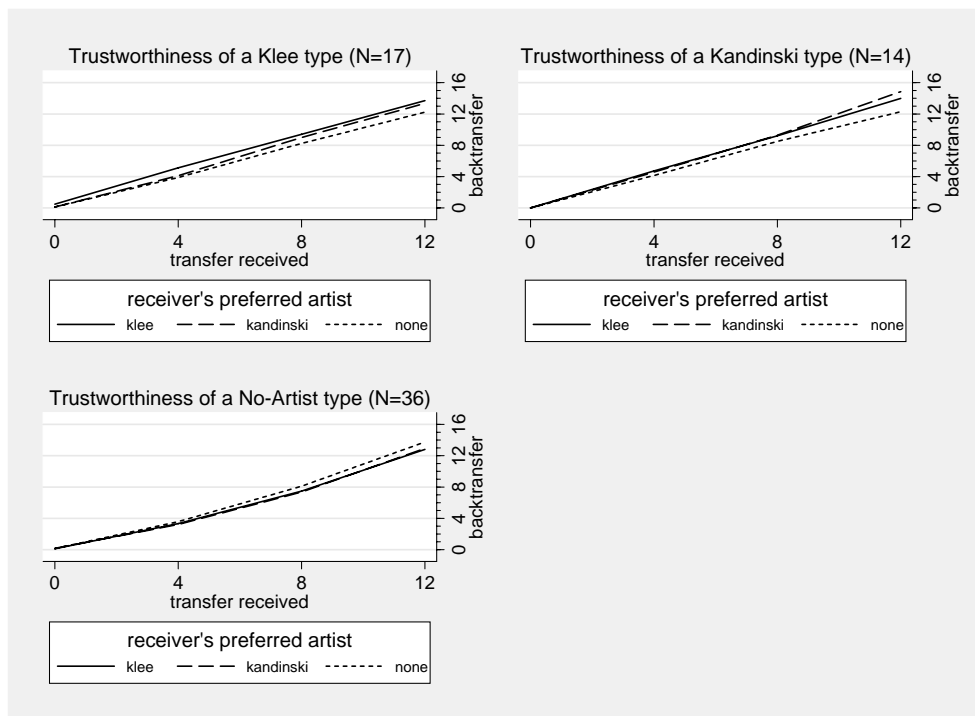 Trustworthiness of a Klee type (N=17)
16
12
8
4
0
backtransfer
0 4 8 12
transfer received
receiver's preferred artist
klee kandinski none
Trustworthiness of a Kandinski type (N=14)
16
12
8
4
0
backtransfer
0 4 8 12
transfer received
receiver's preferred artist
klee kandinski none
Trustworthiness of a No-Artist type (N=36)
16
12
8
4
0
backtransfer
0 4 8 12
transfer received
receiver's preferred artist
klee kandinski none